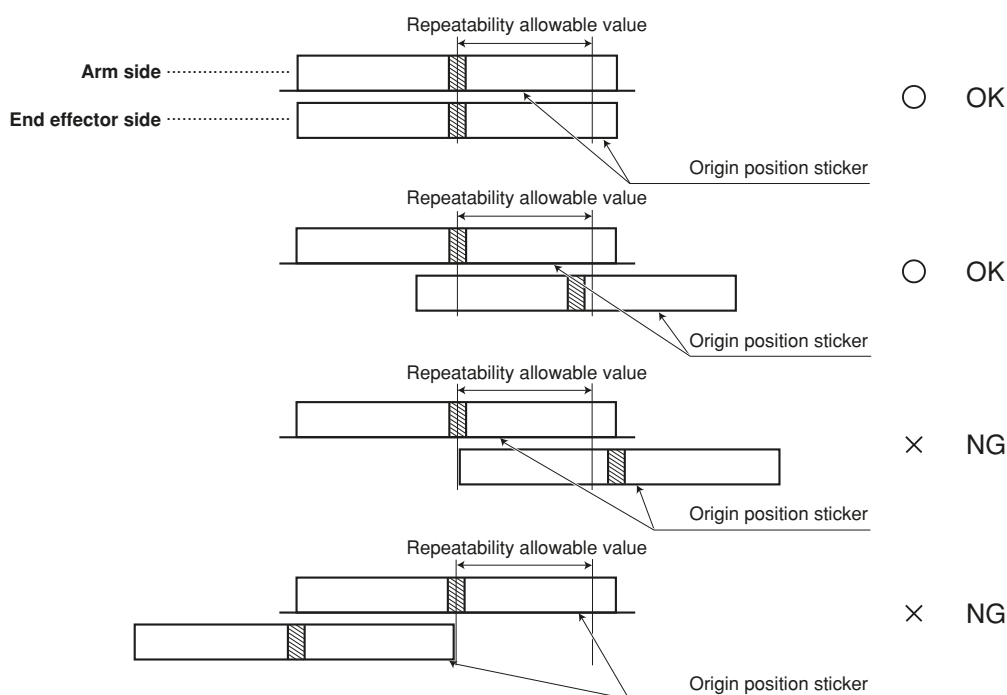 Repeatability allowable value
Arm side
OK
End effector side
Origin position sticker
Repeatability allowable value
OK
Origin position sticker
Repeatability allowable value
NG
Origin position sticker
Repeatability allowable value
NG
Origin position sticker